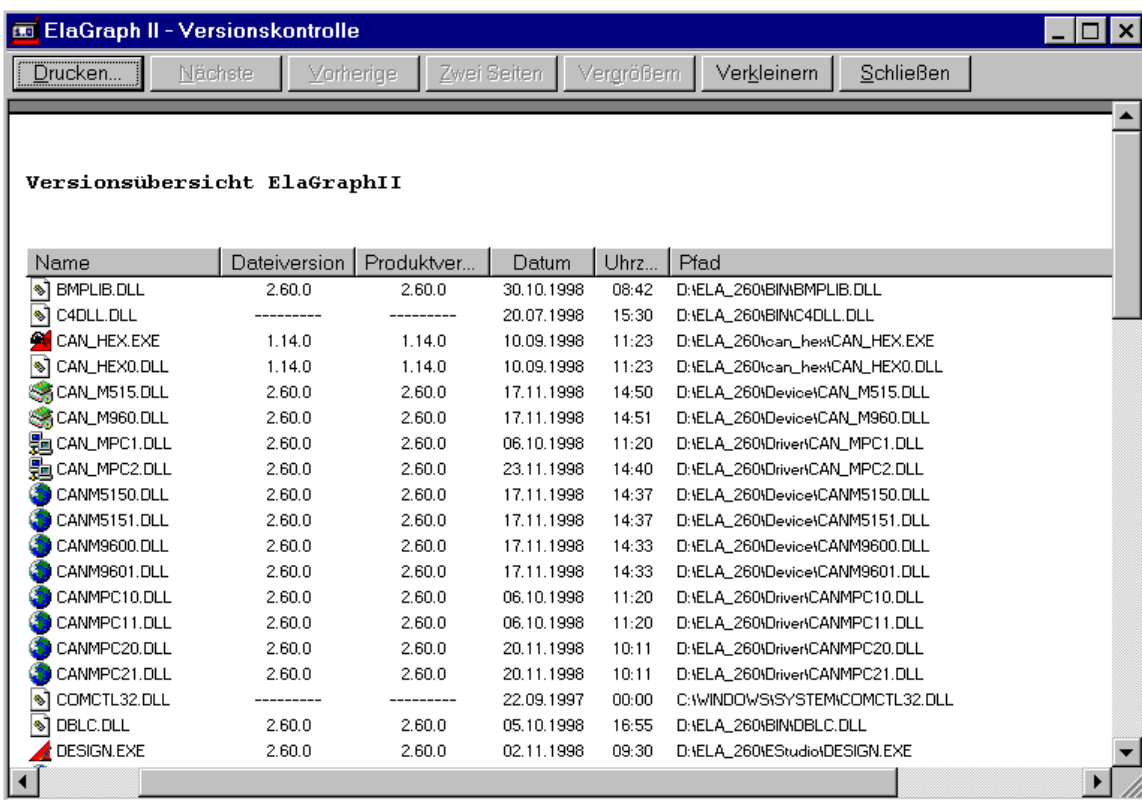 ElaGraph II - Versionskontrolle
Drucken... Nächste Vorherige Zwei Seiten Vergrößern Verkleinern Schließen
Versionsübersicht ElaGraphII
Name Dateiversion Produktver... Datum Uhrz... Pfad
BMPLIB.DLL 2.60.0 2.60.0 30.10.1998 08:42 D:\ELA_260\BIN\BMPLIB.DLL
C4DLL.DLL --------- --------- 20.07.1998 15:30 D:\ELA_260\BIN\C4DLL.DLL
CAN_HEX.EXE 1.14.0 1.14.0 10.09.1998 11:23 D:\ELA_260\can_hex\CAN_HEX.EXE
CAN_HEX0.DLL 1.14.0 1.14.0 10.09.1998 11:23 D:\ELA_260\can_hex\CAN_HEX0.DLL
CAN_M515.DLL 2.60.0 2.60.0 17.11.1998 14:50 D:\ELA_260\Device\CAN_M515.DLL
CAN_M960.DLL 2.60.0 2.60.0 17.11.1998 14:51 D:\ELA_260\Device\CAN_M960.DLL
CAN_MPC1.DLL 2.60.0 2.60.0 06.10.1998 11:20 D:\ELA_260\Driver\CAN_MPC1.DLL
CAN_MPC2.DLL 2.60.0 2.60.0 23.11.1998 14:40 D:\ELA_260\Driver\CAN_MPC2.DLL
CANM5150.DLL 2.60.0 2.60.0 17.11.1998 14:37 D:\ELA_260\Device\CANM5150.DLL
CANM5151.DLL 2.60.0 2.60.0 17.11.1998 14:37 D:\ELA_260\Device\CANM5151.DLL
CANM9600.DLL 2.60.0 2.60.0 17.11.1998 14:33 D:\ELA_260\Device\CANM9600.DLL
CANM9601.DLL 2.60.0 2.60.0 17.11.1998 14:33 D:\ELA_260\Device\CANM9601.DLL
CANMPC10.DLL 2.60.0 2.60.0 06.10.1998 11:20 D:\ELA_260\Driver\CANMPC10.DLL
CANMPC11.DLL 2.60.0 2.60.0 06.10.1998 11:20 D:\ELA_260\Driver\CANMPC11.DLL
CANMPC20.DLL 2.60.0 2.60.0 20.11.1998 10:11 D:\ELA_260\Driver\CANMPC20.DLL
CANMPC21.DLL 2.60.0 2.60.0 20.11.1998 10:11 D:\ELA_260\Driver\CANMPC21.DLL
COMCTL32.DLL --------- --------- 22.09.1997 00:00 C:\WINDOWS\SYSTEM\COMCTL32.DLL
DBLC.DLL 2.60.0 2.60.0 05.10.1998 16:55 D:\ELA_260\BIN\DBLC.DLL
DESIGN.EXE 2.60.0 2.60.0 02.11.1998 09:30 D:\ELA_260\EStudio\DESIGN.EXE